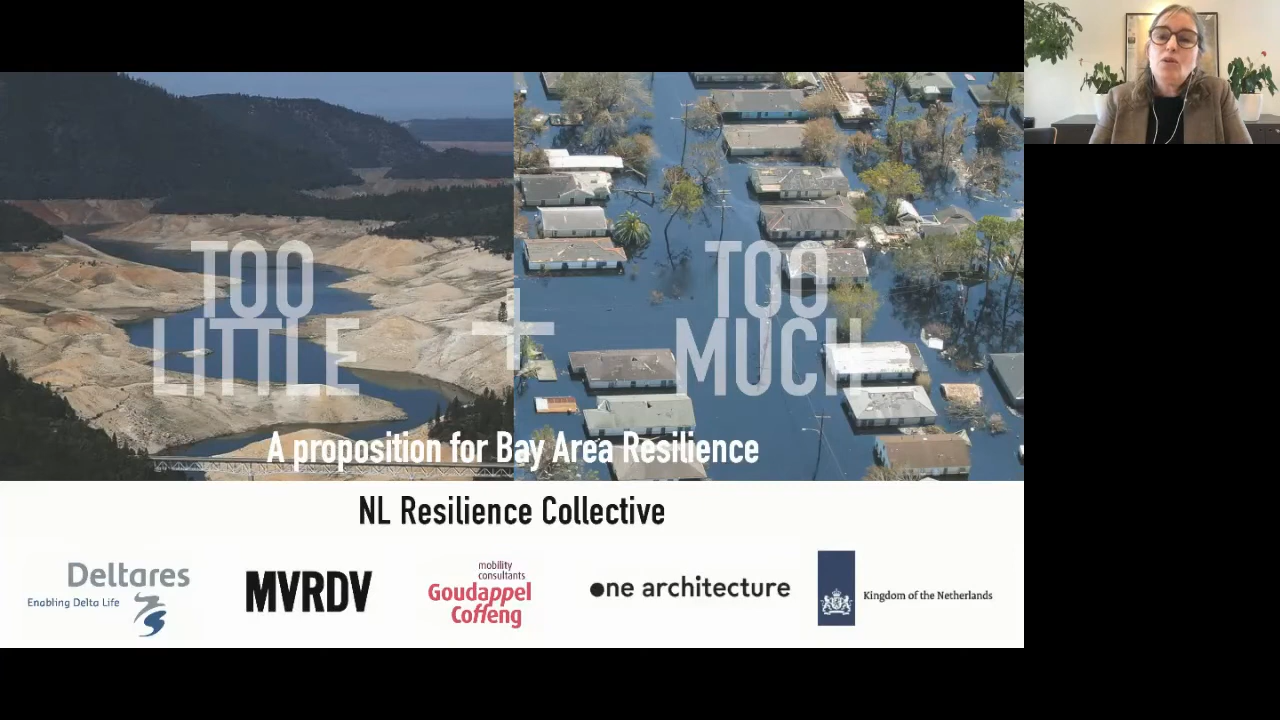 TOO
LITTLE
+
TOO
MUCH
A proposition for Bay Area Resilience
NL Resilience Collective
Deltares
Enabling Delta Life
MVRDV
mobility
consultants
Goudappel
Coffeng
one architecture
Kingdom of the Netherlands